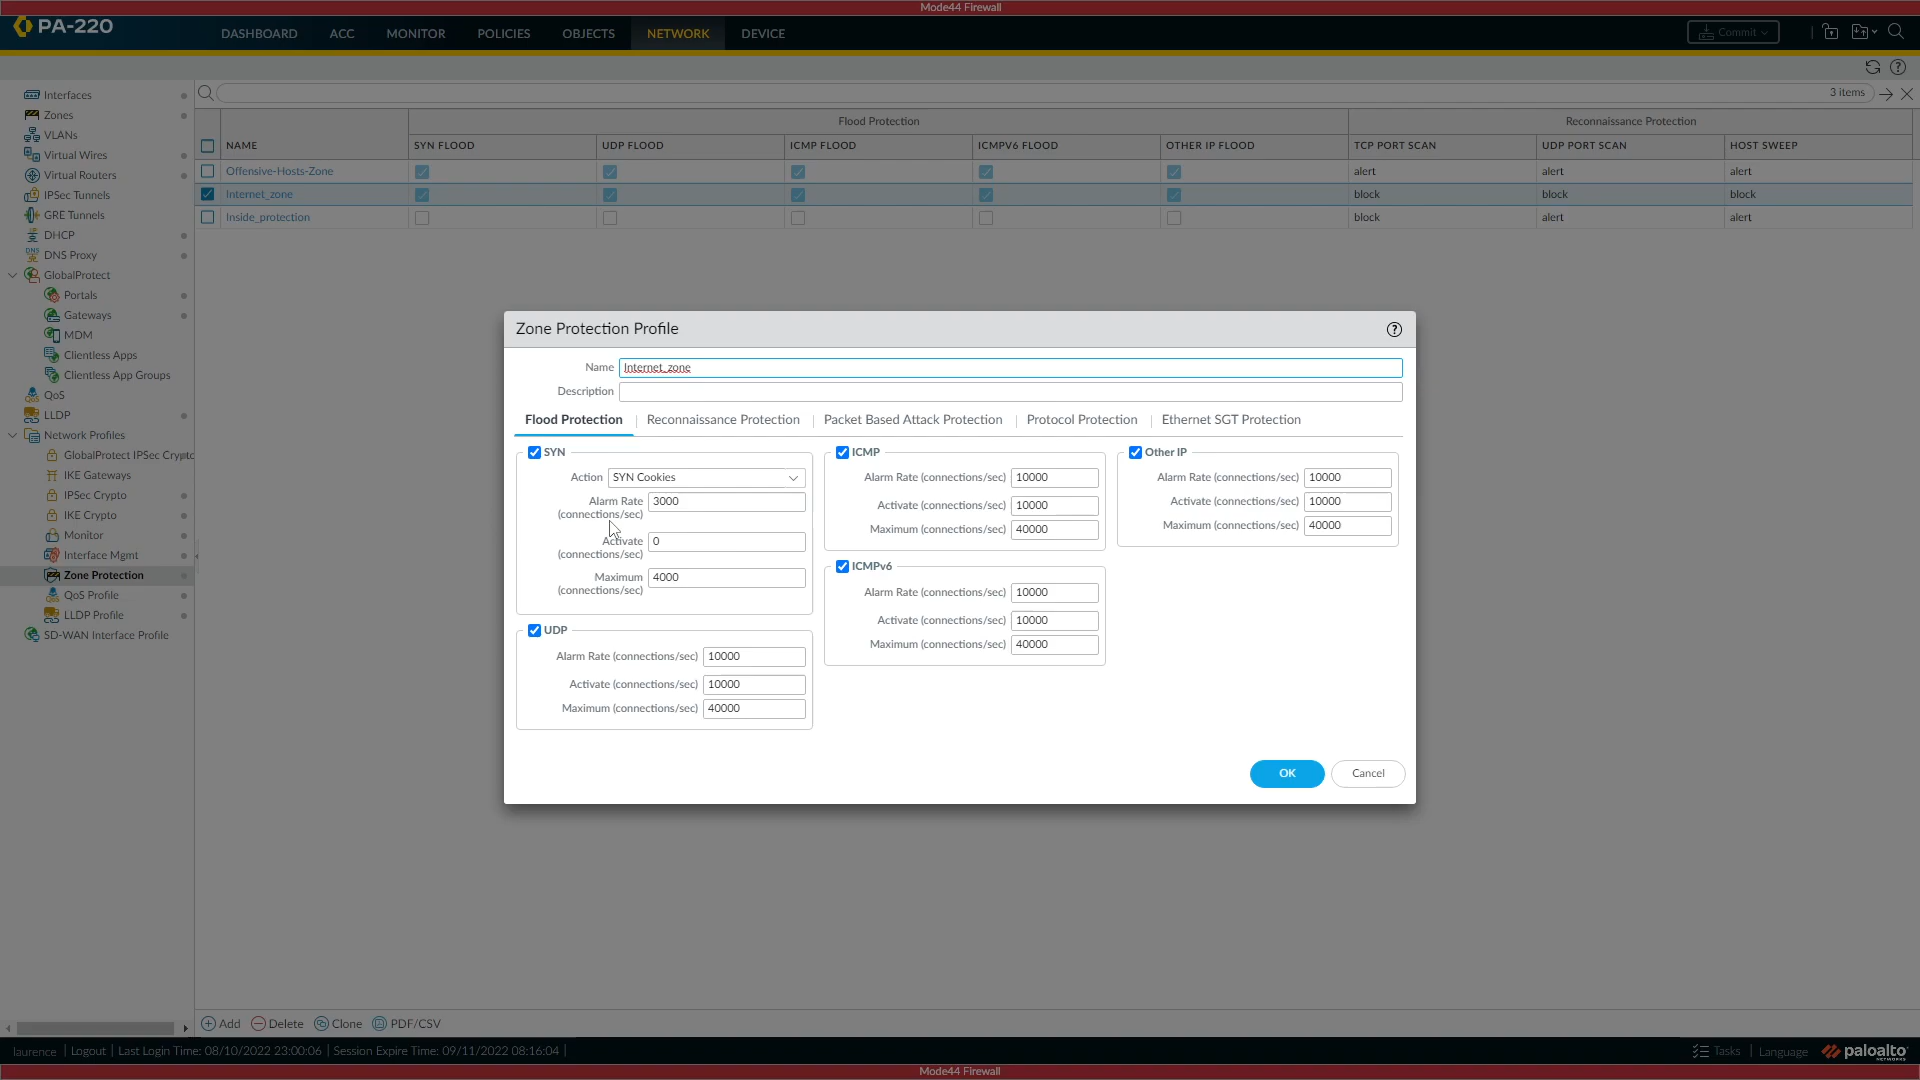 Mode44 Firewall
PA-220
DASHBOARD ACC MONITOR POLICIES OBJECTS NETWORK DEVICE
Commit
Interfaces
Zones
VLANs
Virtual Wires
Virtual Routers
IPSec Tunnels
GRE Tunnels
DHCP
DNS Proxy
GlobalProtect
Portals
Gateways
MDM
Clientless Apps
Clientless App Groups
QoS
LLDP
Network Profiles
GlobalProtect IPSec Crypto
IKE Gateways
IPSec Crypto
IKE Crypto
Monitor
Interface Mgmt
Zone Protection
QoS Profile
LLDP Profile
SD-WAN Interface Profile
3 items
Flood Protection Reconnaissance Protection
NAME SYN FLOOD UDP FLOOD ICMP FLOOD ICMPV6 FLOOD OTHER IP FLOOD TCP PORT SCAN UDP PORT SCAN HOST SWEEP
Offensive-Hosts-Zone alert alert alert
Internet_zone block block block
Inside_protection block alert alert
Zone Protection Profile
Name Internet_zone
Description
Flood Protection Reconnaissance Protection Packet Based Attack Protection Protocol Protection Ethernet SGT Protection
SYN
Action SYN Cookies
Alarm Rate (connections/sec) 3000
Activate (connections/sec) 0
Maximum (connections/sec) 4000
UDP
Alarm Rate (connections/sec) 10000
Activate (connections/sec) 10000
Maximum (connections/sec) 40000
ICMP
Alarm Rate (connections/sec) 10000
Activate (connections/sec) 10000
Maximum (connections/sec) 40000
ICMPv6
Alarm Rate (connections/sec) 10000
Activate (connections/sec) 10000
Maximum (connections/sec) 40000
Other IP
Alarm Rate (connections/sec) 10000
Activate (connections/sec) 10000
Maximum (connections/sec) 40000
OK Cancel
Add Delete Clone PDF/CSV
laurence | Logout | Last Login Time: 08/10/2022 23:00:06 | Session Expire Time: 09/11/2022 08:16:04 |
Tasks | Language paloalto NETWORKS
Mode44 Firewall